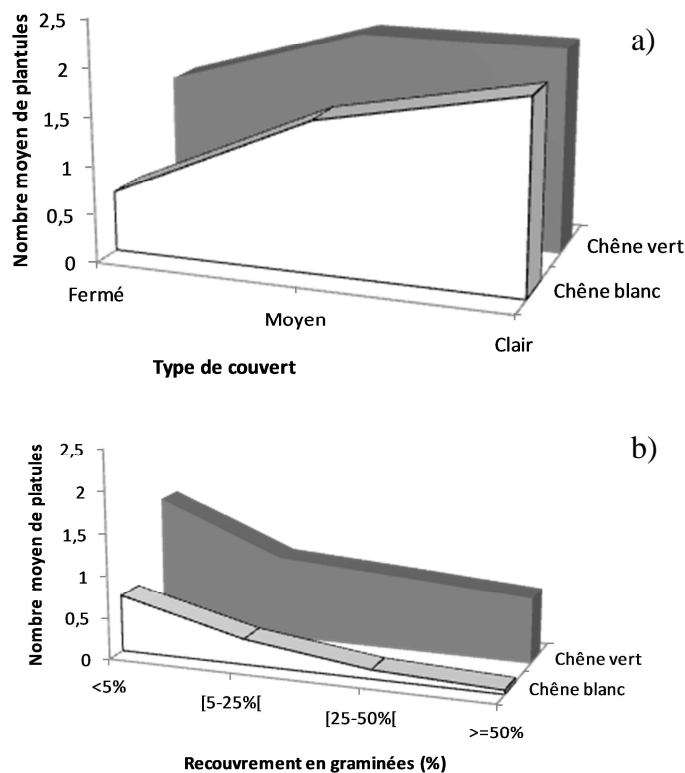 a)
Nombre moyen de plantules
2,5
2
1,5
1
0,5
0
Fermé
Moyen
Clair
Chêne vert
Chêne blanc
Type de couvert
b)
Nombre moyen de platules
2,5
2
1,5
1
0,5
0
<5%
[5-25%[
[25-50%[
>=50%
Chêne vert
Chêne blanc
Recouvrement en graminées (%)